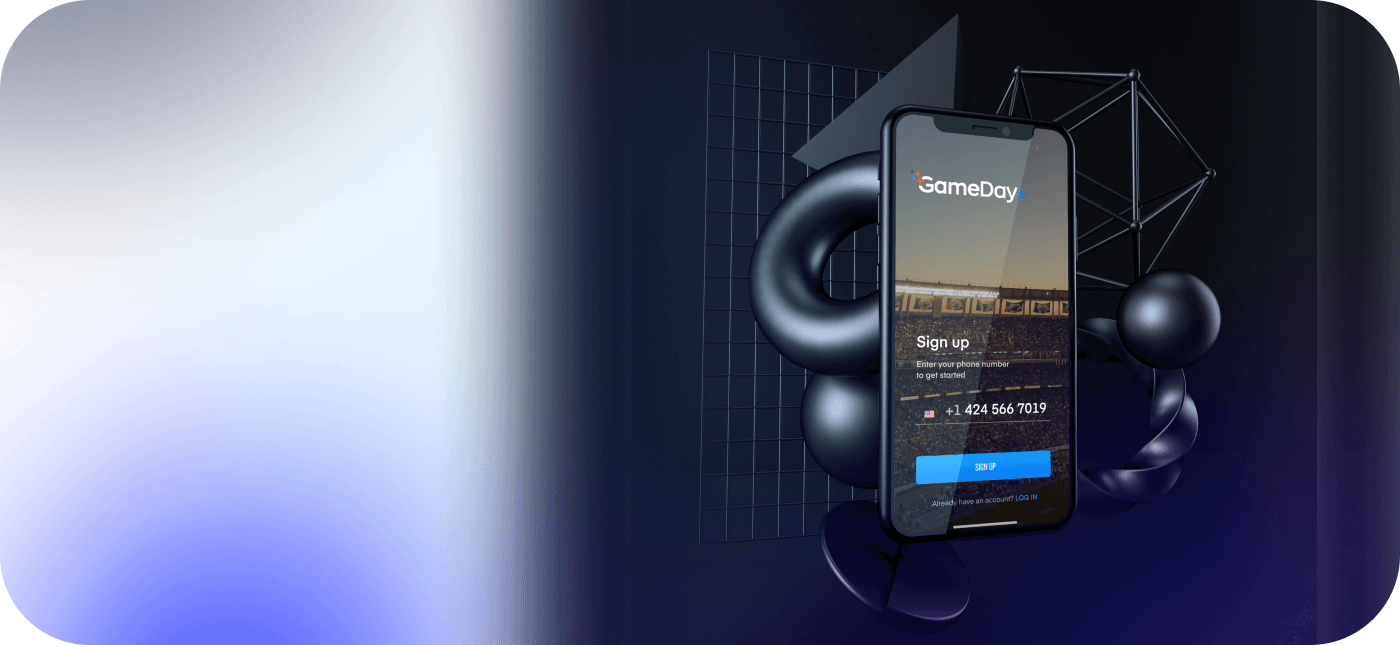 GameDay+
Sign up
Enter your phone number
to get started
+1 424 566 7019
SIGN UP
Already have an account? LOG IN